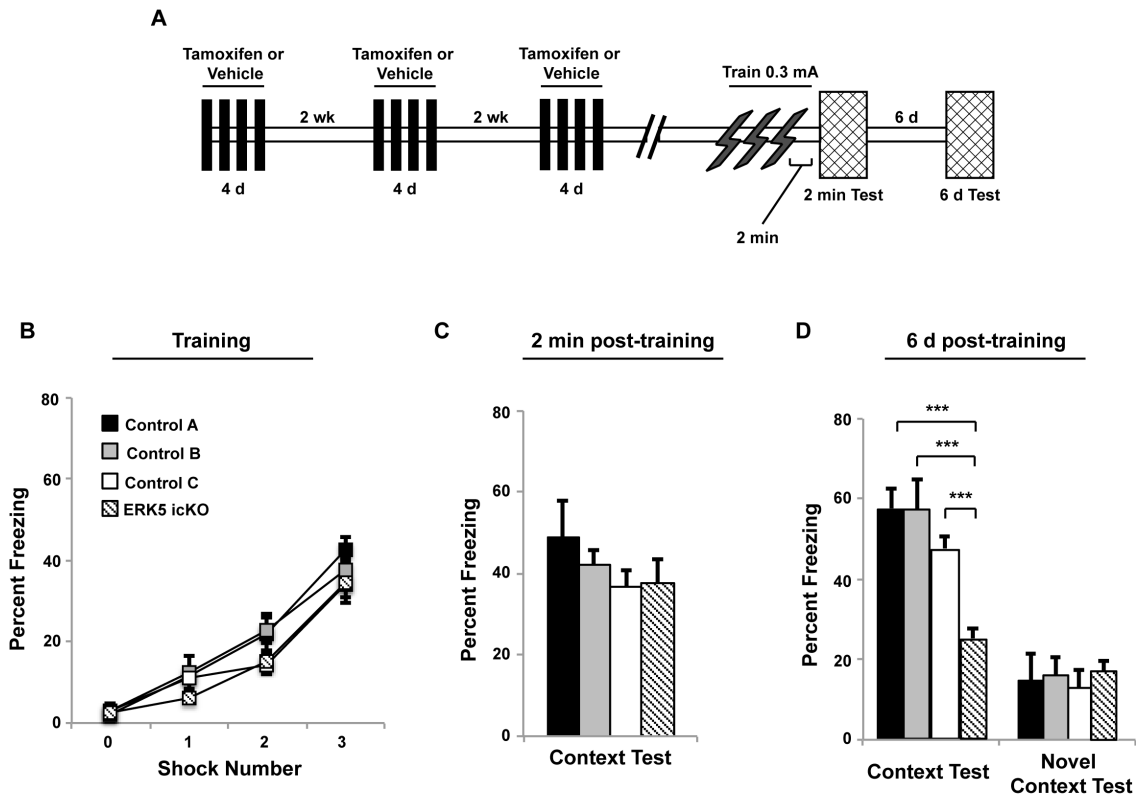 A
Tamoxifen or
Vehicle
Tamoxifen or
Vehicle
Tamoxifen or
Vehicle
Train 0.3 mA
2 wk
2 wk
6 d
4 d
4 d
4 d
2 min Test
6 d Test
2 min
B
Training
C
2 min post-training
D
6 d post-training
Percent Freezing
80
60
40
20
0
Control A
Control B
Control C
ERK5 icKO
0
1
2
3
Shock Number
Percent Freezing
80
60
40
20
0
Context Test
Percent Freezing
80
60
40
20
0
***
***
***
Context Test
Novel
Context Test